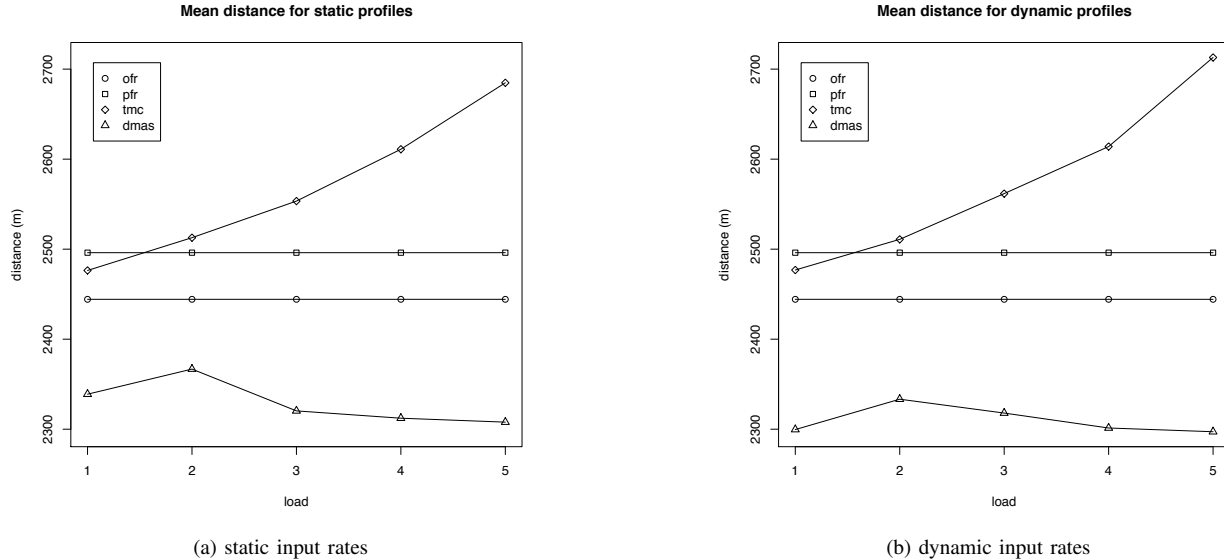 Mean distance for static profiles
2700
2600
2500
2400
2300
distance (m)
ofr
pfr
tmc
dmas
1 2 3 4 5
load
(a) static input rates
Mean distance for dynamic profiles
2700
2600
2500
2400
2300
distance (m)
ofr
pfr
tmc
dmas
1 2 3 4 5
load
(b) dynamic input rates